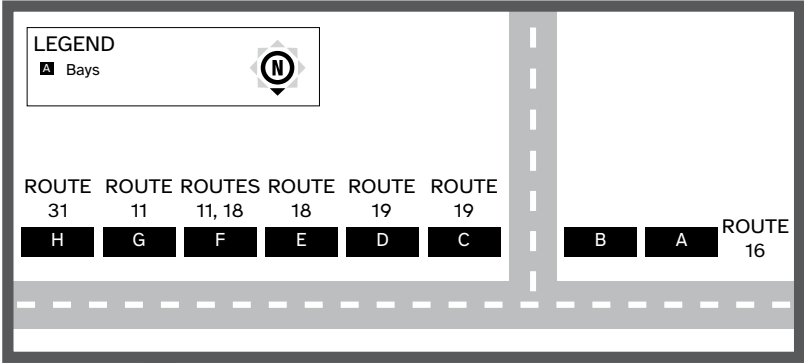 LEGEND
A Bays
N
ROUTE 31
ROUTE 11
ROUTES 11, 18
ROUTE 18
ROUTE 19
ROUTE 19
H G F E D C B A
ROUTE 16